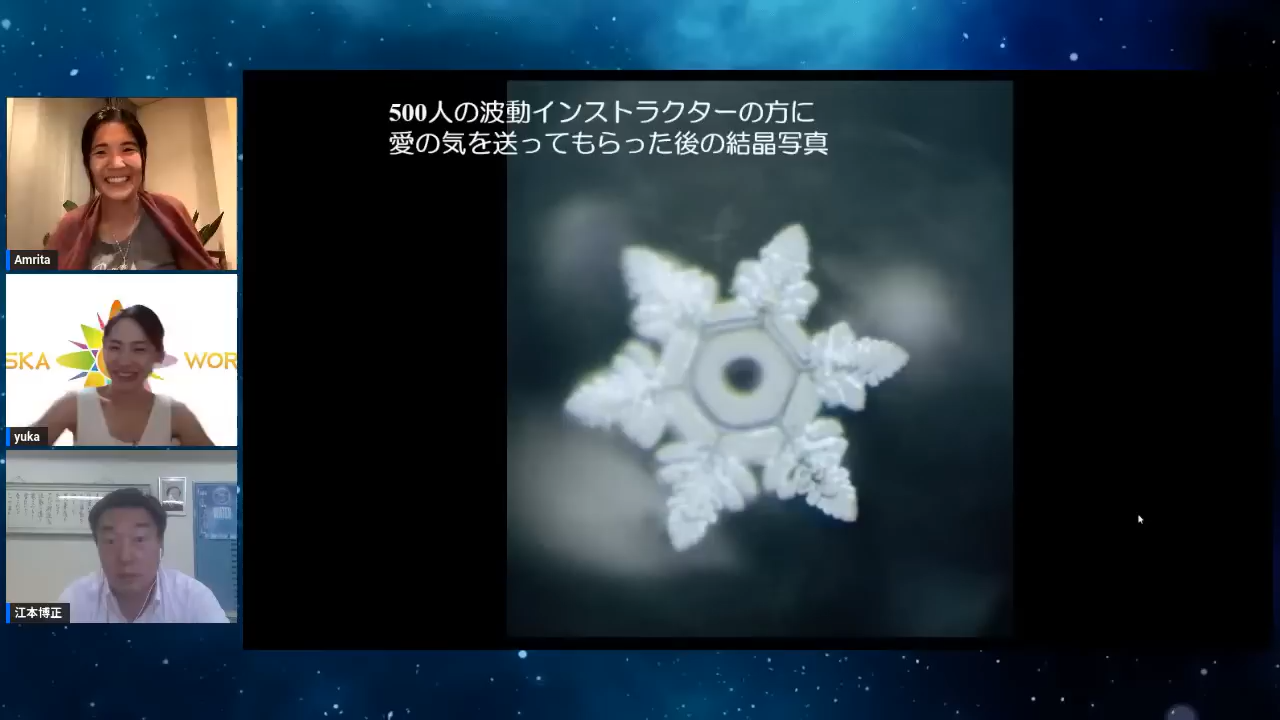 500人の波動インストラクターの方に
愛の気を送ってもらった後の結晶写真
Amrita
SKA WOR
yuka
WATER
江本博正